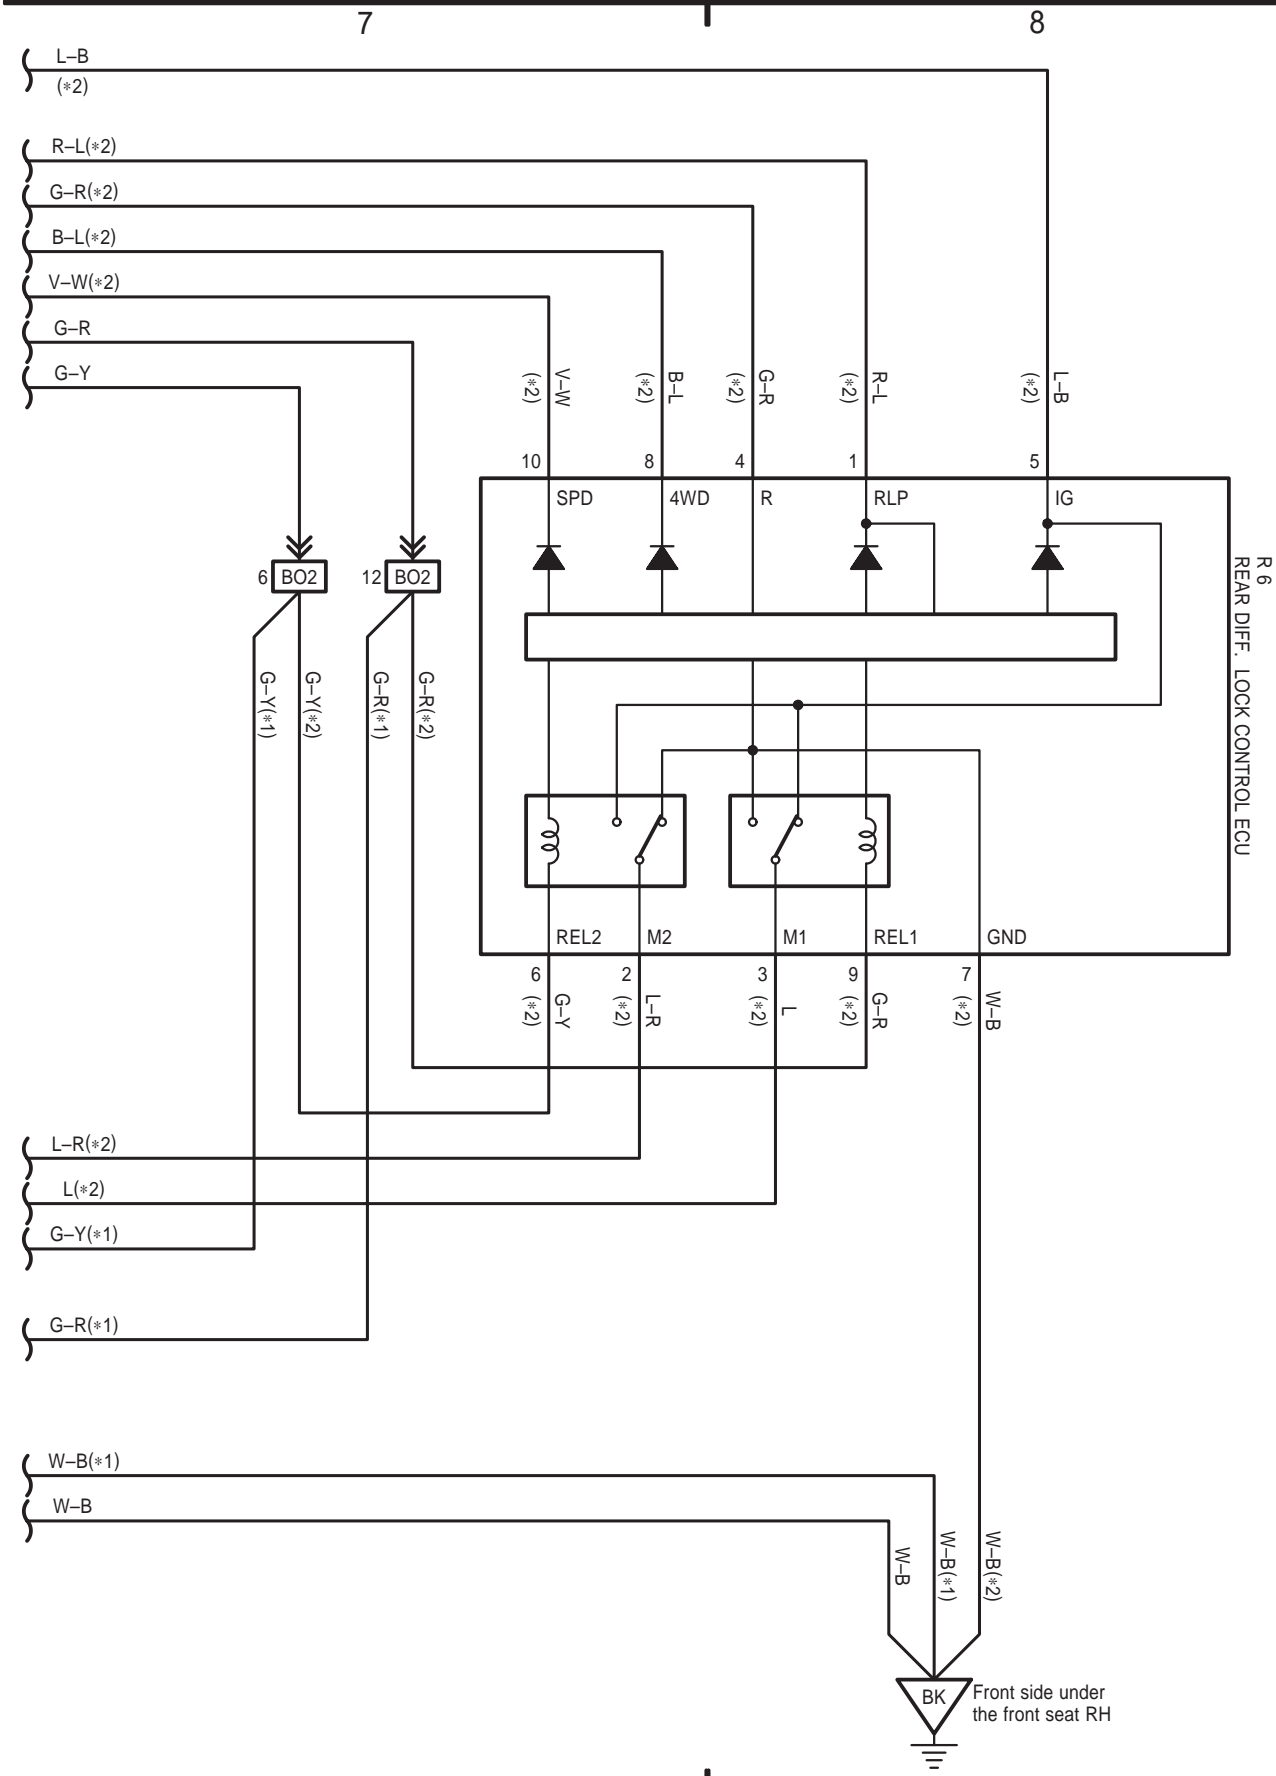 7
8
L–B
(*2)
R–L(*2)
G–R(*2)
B–L(*2)
V–W(*2)
G–R
G–Y
V–W
(*2)
B–L
(*2)
G–R
(*2)
R–L
(*2)
L–B
(*2)
10
8
4
1
5
SPD
4WD
R
RLP
IG
6
BO2
12
BO2
R 6
REAR DIFF. LOCK CONTROL ECU
G–Y(*1)
G–Y(*2)
G–R(*1)
G–R(*2)
REL2
M2
M1
REL1
GND
6
2
3
9
7
G–Y
(*2)
L–R
(*2)
L
(*2)
G–R
(*2)
W–B
(*2)
L–R(*2)
L(*2)
G–Y(*1)
G–R(*1)
W–B(*1)
W–B
W–B
W–B(*1)
W–B(*2)
BK
Front side under
the front seat RH